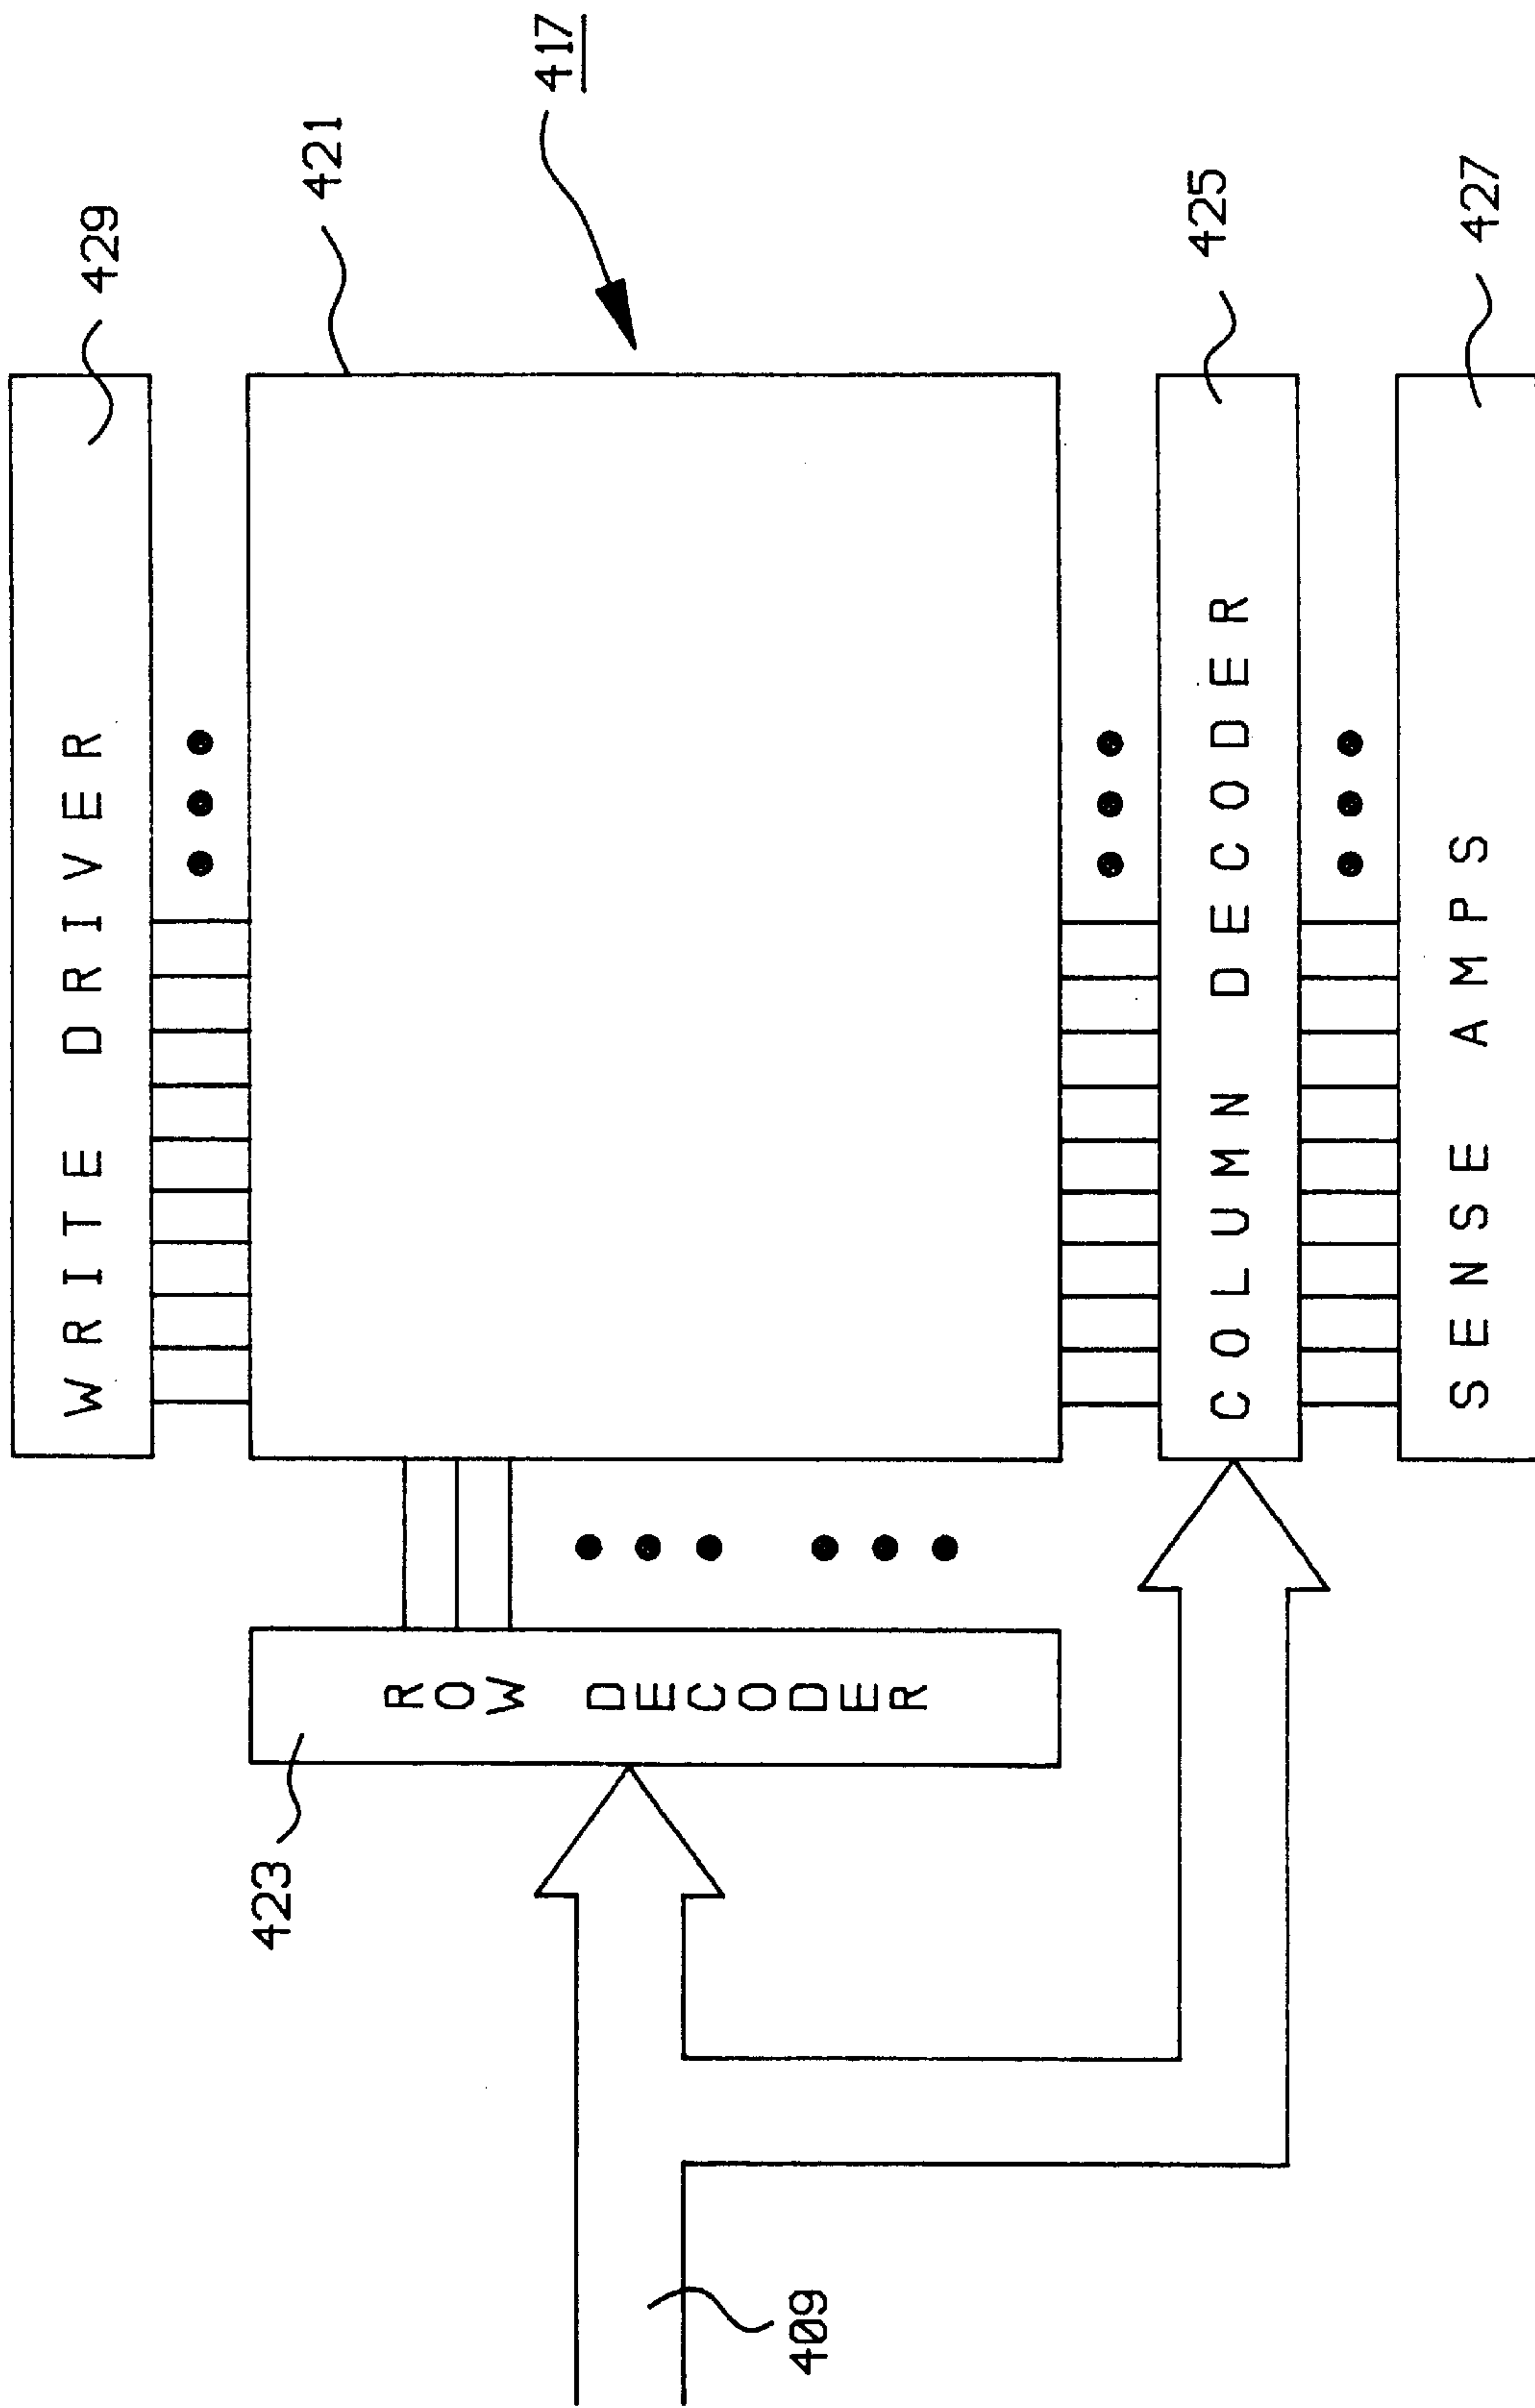 WRITE DRIVER
429
421
417
ROW DECODER
423
COLUMN DECODER
425
409
SENSE AMPS
427